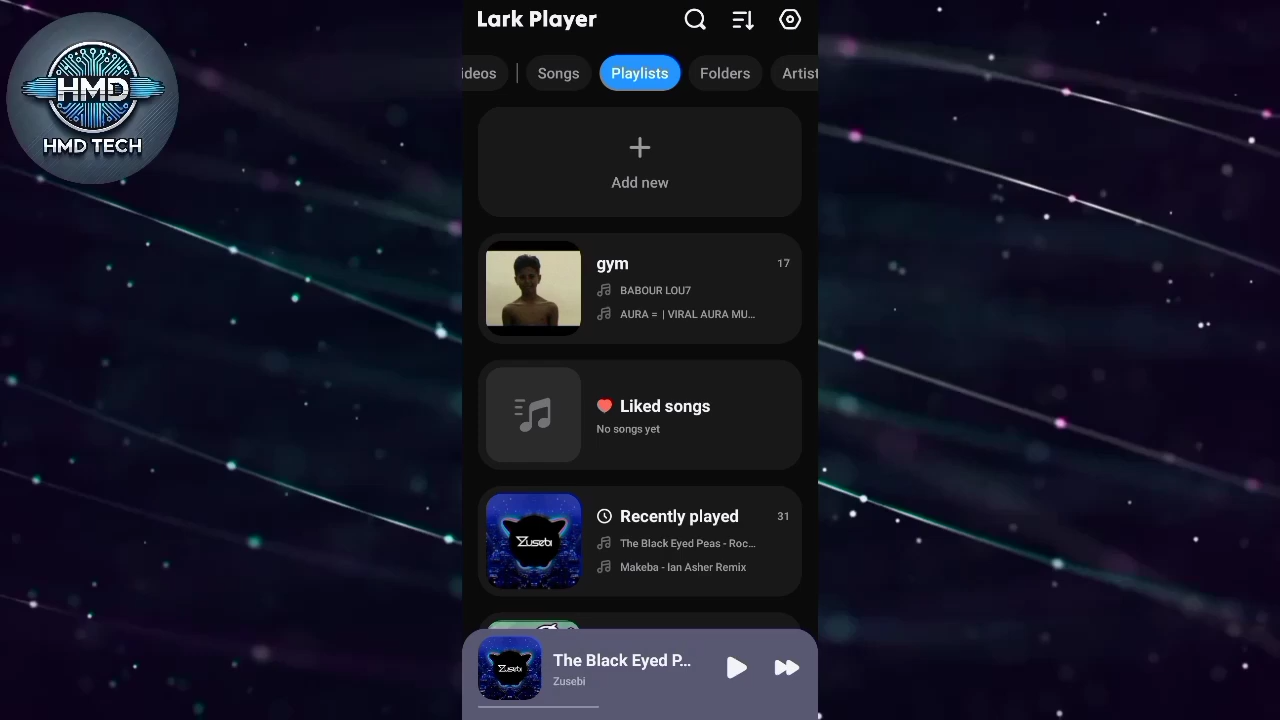 HMD
HMD TECH
Lark Player
ideos
Songs
Playlists
Folders
Artist
Add new
gym
17
BABOUR LOU7
AURA = | VIRAL AURA MU...
Liked songs
No songs yet
Zusebi
Recently played
31
The Black Eyed Peas - Roc...
Makeba - Ian Asher Remix
Zusebi
The Black Eyed P...
Zusebi